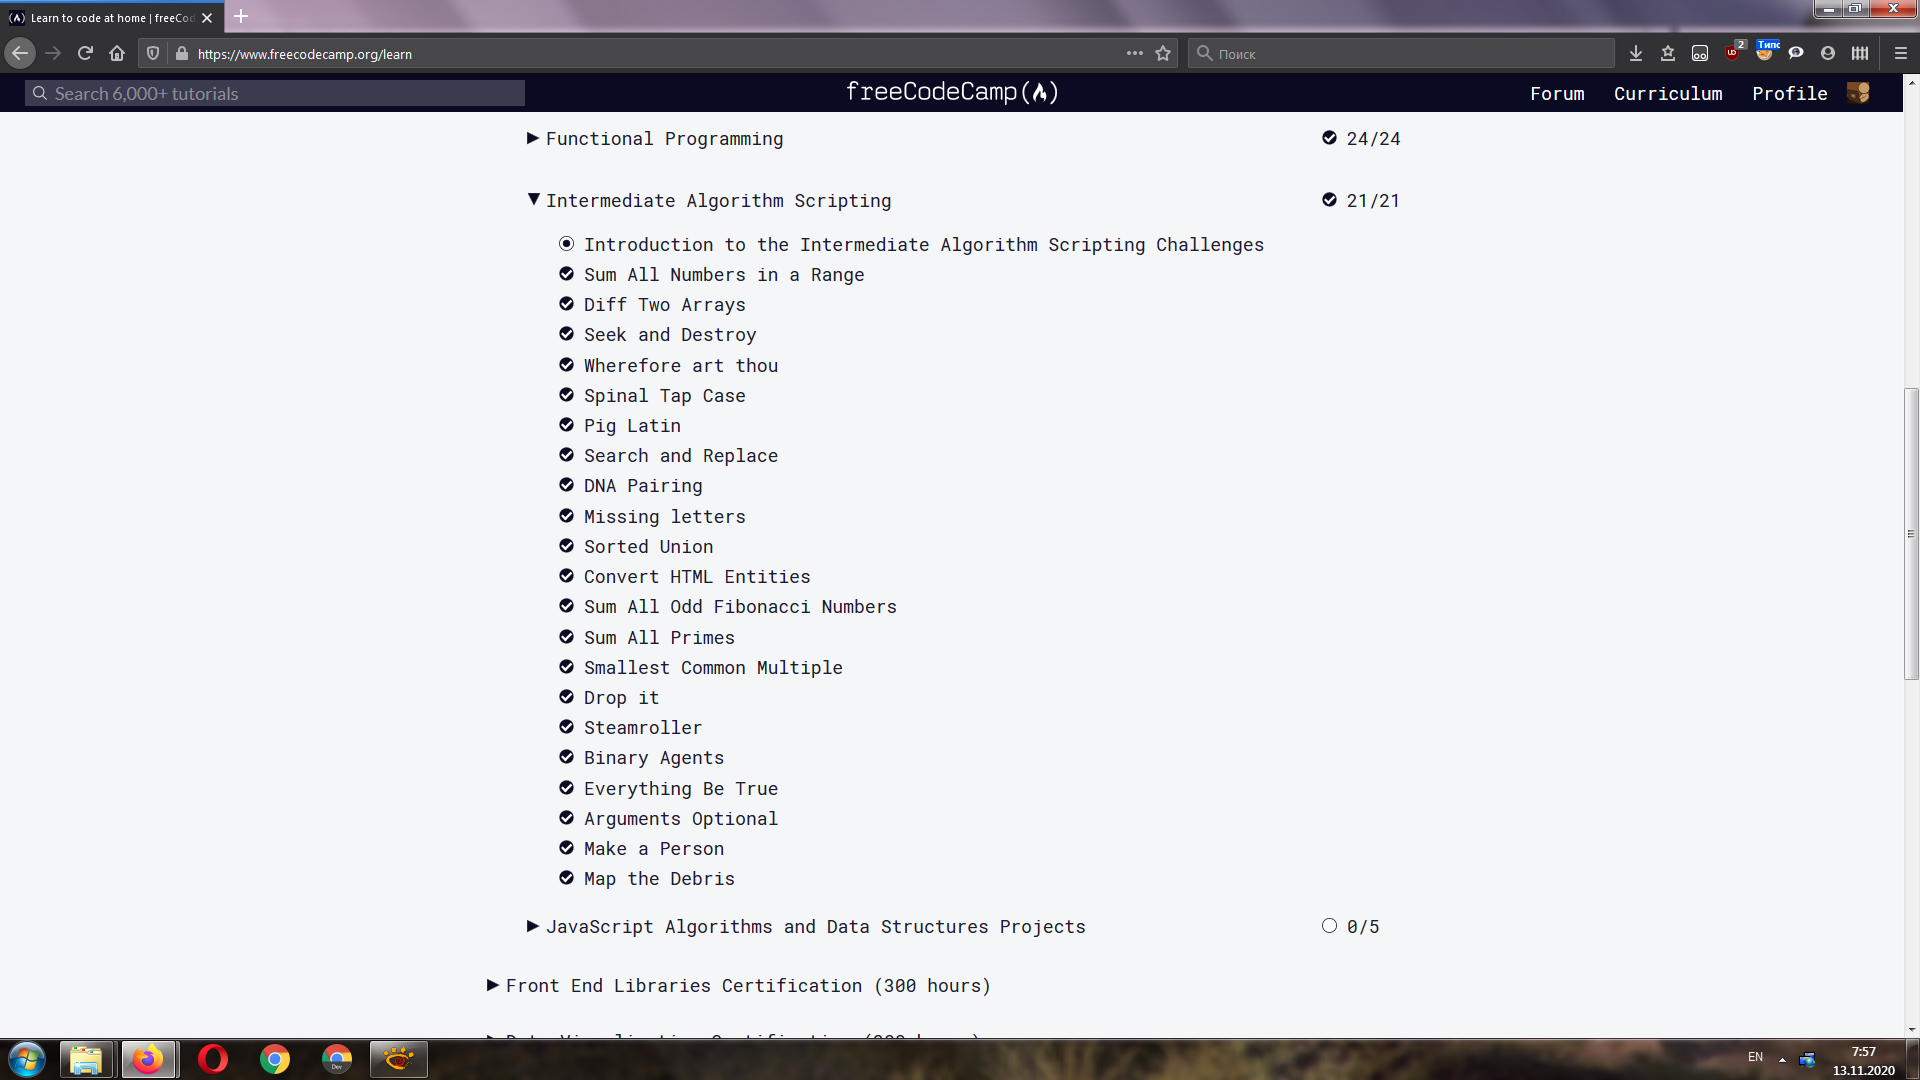 Learn to code at home | freeCod
https://www.freecodecamp.org/learn
Поиск
2
Типо
Search 6,000+ tutorials
freeCodeCamp
Forum
Curriculum
Profile
Functional Programming
24/24
Intermediate Algorithm Scripting
21/21
Introduction to the Intermediate Algorithm Scripting Challenges
Sum All Numbers in a Range
Diff Two Arrays
Seek and Destroy
Wherefore art thou
Spinal Tap Case
Pig Latin
Search and Replace
DNA Pairing
Missing letters
Sorted Union
Convert HTML Entities
Sum All Odd Fibonacci Numbers
Sum All Primes
Smallest Common Multiple
Drop it
Steamroller
Binary Agents
Everything Be True
Arguments Optional
Make a Person
Map the Debris
JavaScript Algorithms and Data Structures Projects
0/5
Front End Libraries Certification (300 hours)
Dev
EN
7:57
13.11.2020